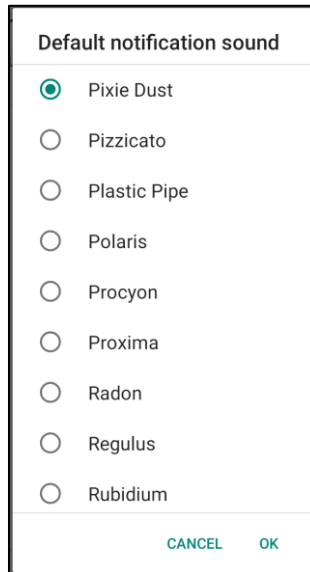 Default notification sound
Pixie Dust
Pizzicato
Plastic Pipe
Polaris
Procyon
Proxima
Radon
Regulus
Rubidium
CANCEL OK